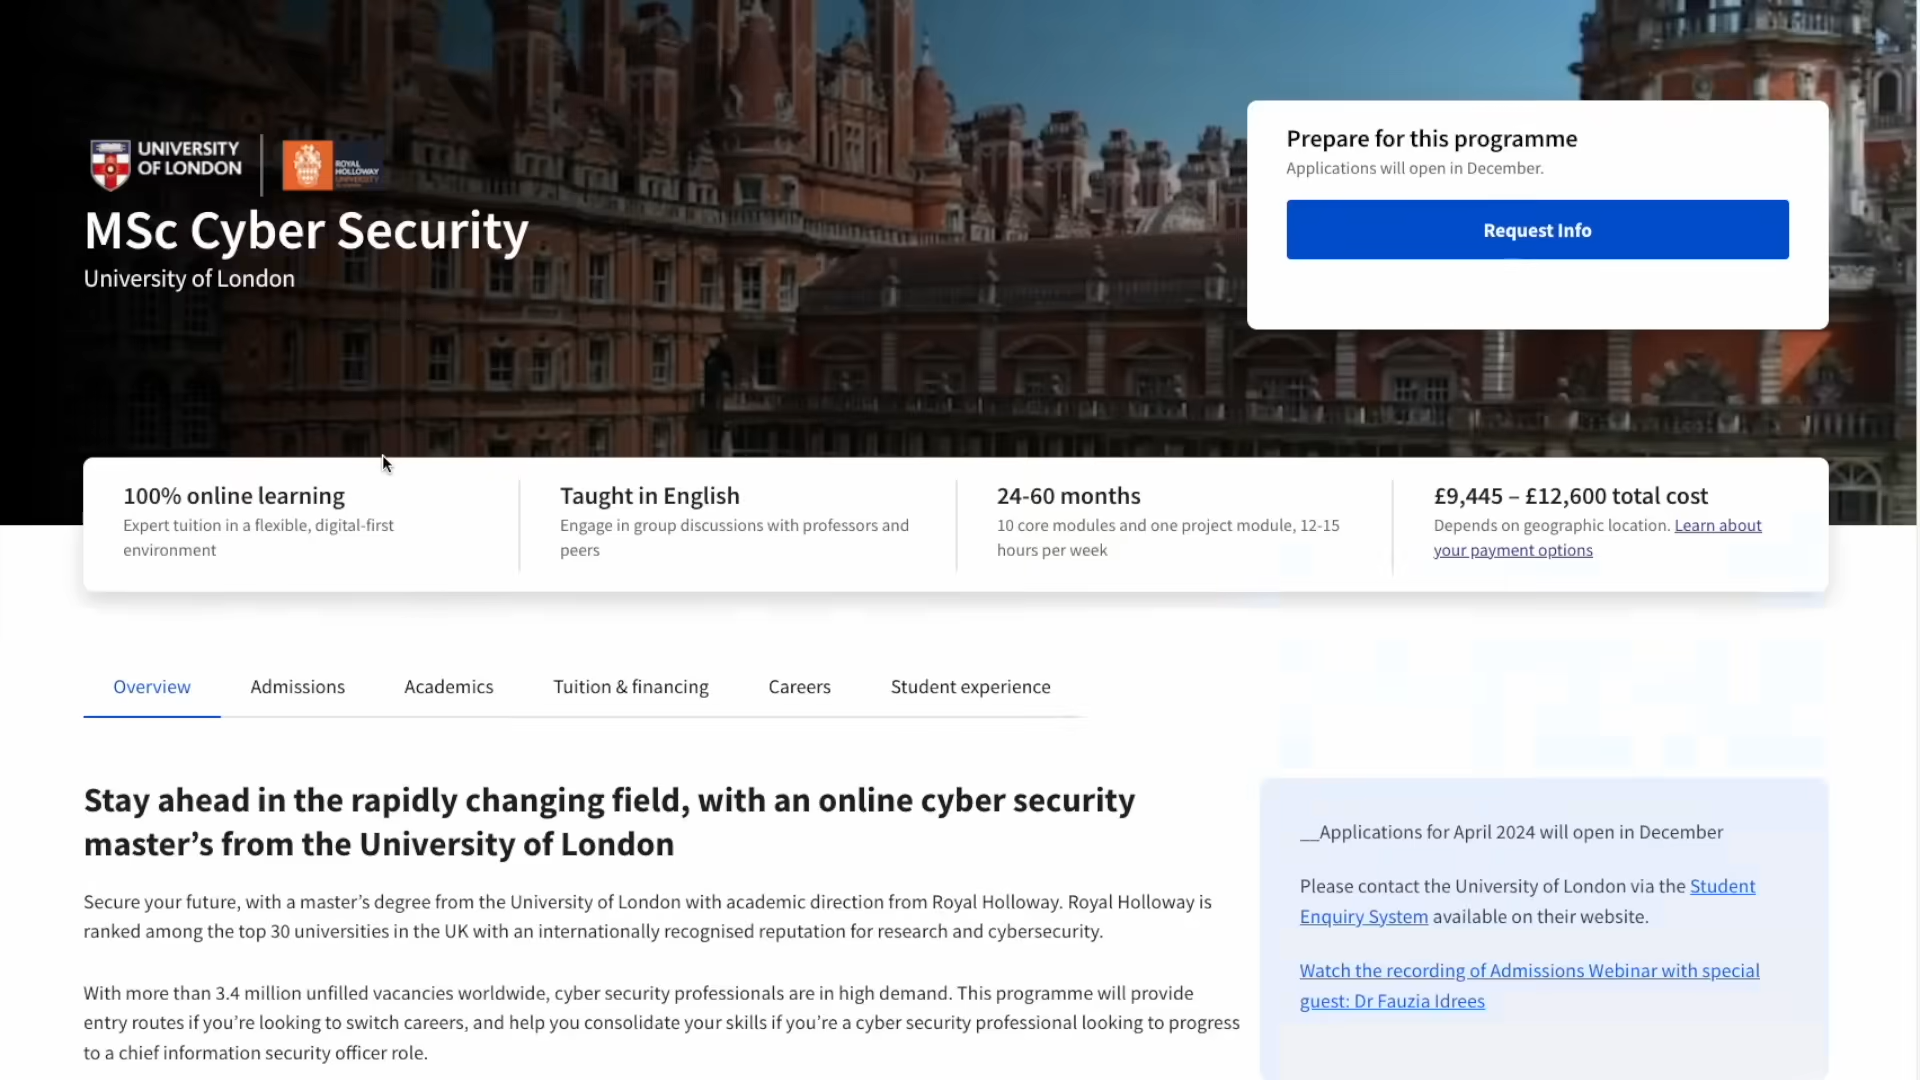 UNIVERSITY
OF LONDON
ROYAL
HOLLOWAY
MSc Cyber Security
University of London
Prepare for this programme
Applications will open in December.
Request Info
100% online learning
Expert tuition in a flexible, digital-first
environment
Taught in English
Engage in group discussions with professors and
peers
24-60 months
10 core modules and one project module, 12-15
hours per week
£9,445 – £12,600 total cost
Depends on geographic location. Learn about
your payment options
Overview
Admissions
Academics
Tuition & financing
Careers
Student experience
Stay ahead in the rapidly changing field, with an online cyber security
master’s from the University of London
Secure your future, with a master’s degree from the University of London with academic direction from Royal Holloway. Royal Holloway is
ranked among the top 30 universities in the UK with an internationally recognised reputation for research and cybersecurity.
With more than 3.4 million unfilled vacancies worldwide, cyber security professionals are in high demand. This programme will provide
entry routes if you’re looking to switch careers, and help you consolidate your skills if you’re a cyber security professional looking to progress
to a chief information security officer role.
__Applications for April 2024 will open in December
Please contact the University of London via the Student
Enquiry System available on their website.
Watch the recording of Admissions Webinar with special
guest: Dr Fauzia Idrees